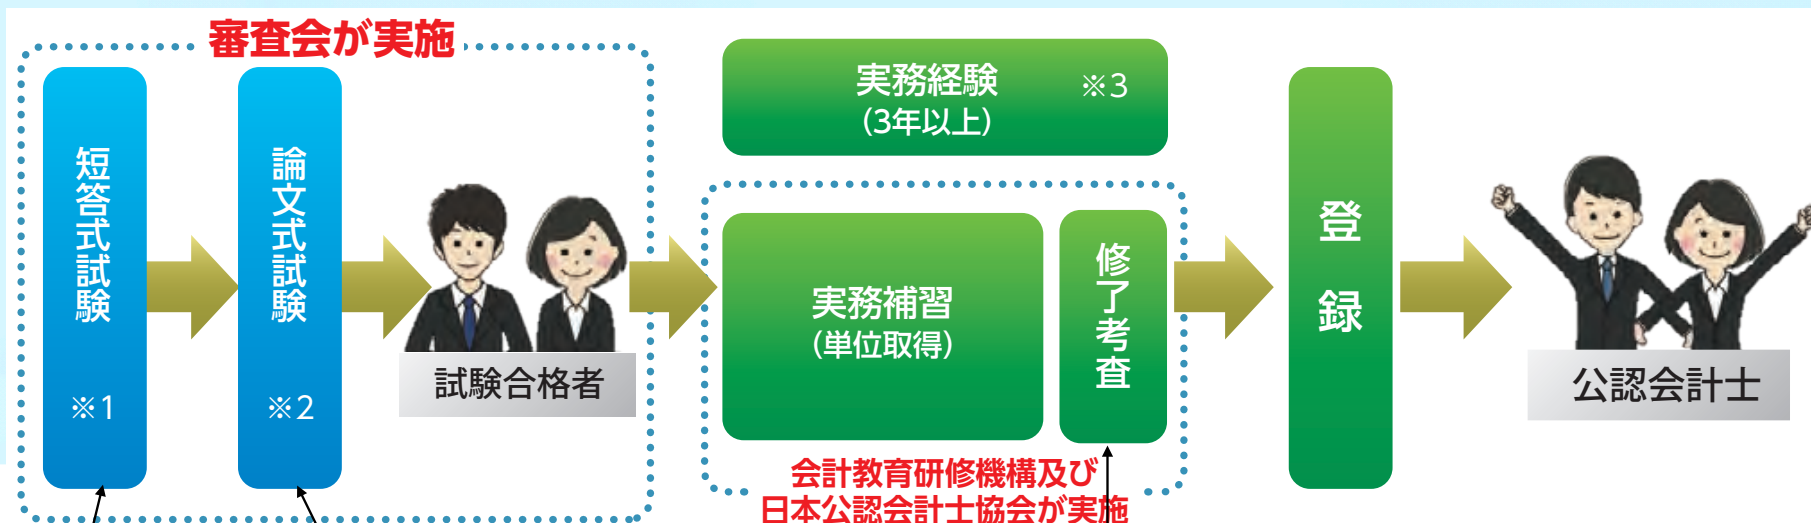 審査会が実施
短答式試験
※1
論文式試験
※2
試験合格者
実務経験 ※3
(3年以上)
実務補習
(単位取得)
修了考査
会計教育研修機構及び
日本公認会計士協会が実施
登録
公認会計士